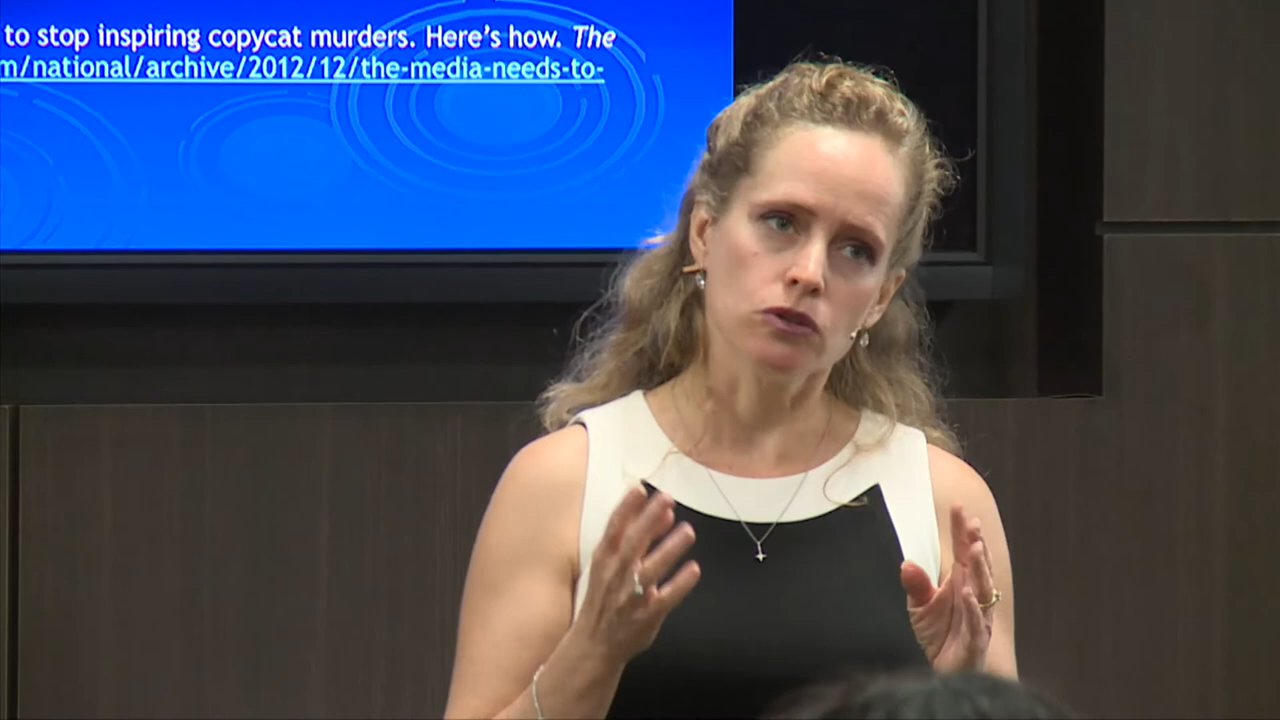 to stop inspiring copycat murders. Here's how. The
m/national/archive/2012/12/the-media-needs-to-